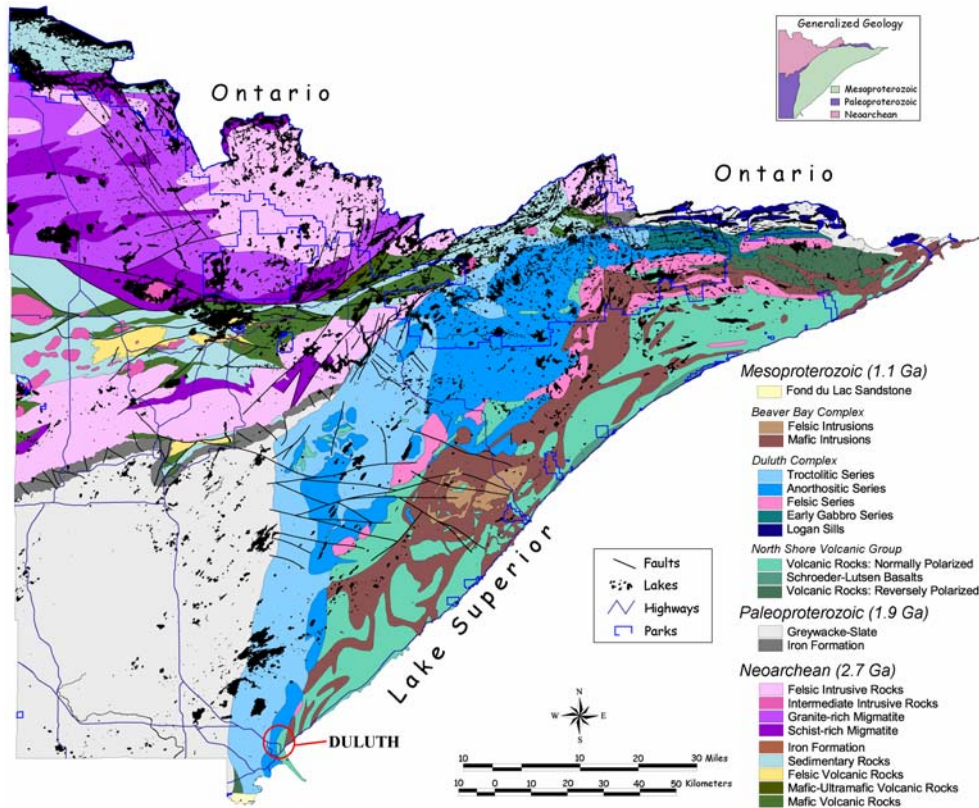 Generalized Geology
Mesoproterozoic
Paleoproterozoic
Neoarchean
Ontario
Ontario
Mesoproterozoic (1.1 Ga)
Fond du Lac Sandstone
Beaver Bay Complex
Felsic Intrusions
Mafic Intrusions
Duluth Complex
Troctolitic Series
Anorthositic Series
Felsic Series
Early Gabbro Series
Logan Sills
North Shore Volcanic Group
Volcanic Rocks: Normally Polarized
Schroeder-Lutsen Basalts
Volcanic Rocks: Reversely Polarized
Paleoproterozoic (1.9 Ga)
Greywacke-Slate
Iron Formation
Neoarchean (2.7 Ga)
Felsic Intrusive Rocks
Intermediate Intrusive Rocks
Granite-rich Migmatite
Schist-rich Migmatite
Iron Formation
Sedimentary Rocks
Felsic Volcanic Rocks
Mafic-Ultramafic Volcanic Rocks
Mafic Volcanic Rocks
Faults
Lakes
Highways
Parks
Lake Superior
DULUTH
N
W E
S
10 0 10 20 30 Miles
10 0 10 20 30 40 50 Kilometers